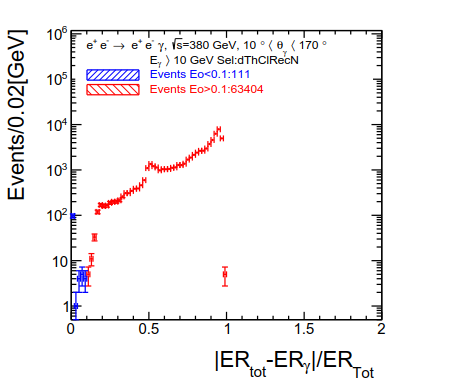 e⁺ e⁻ → e⁺ e⁻ γ, √s=380 GeV, 10 ° ⟨ θγ ⟨ 170 °
Eγ ⟩ 10 GeV Sel:dThClRecN
Events Eo<0.1:111
Events Eo>0.1:63404
Events/0.02[GeV]
10⁶
10⁵
10⁴
10³
10²
10
1
0 0.5 1 1.5 2
|ERtot-ERγ|/ERTot